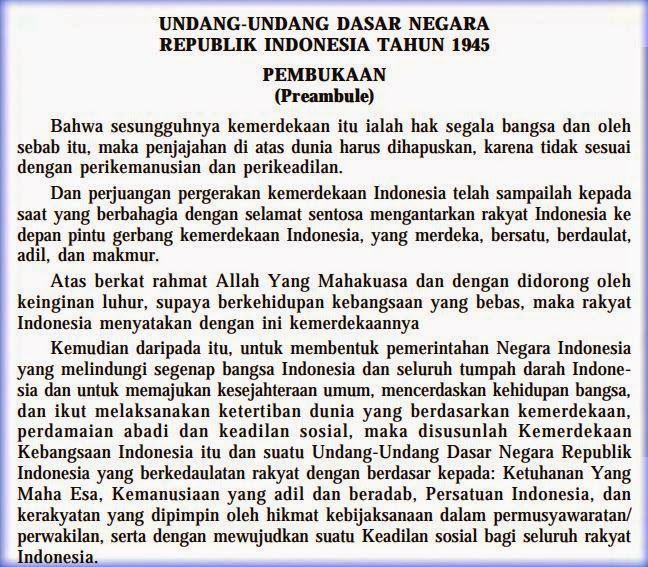 UNDANG-UNDANG DASAR NEGARA
REPUBLIK INDONESIA TAHUN 1945
PEMBUKAAN
(Preambule)
Bahwa sesungguhnya kemerdekaan itu ialah hak segala bangsa dan oleh
sebab itu, maka penjajahan di atas dunia harus dihapuskan, karena tidak sesuai
dengan perikemanusian dan perikeadilan.
Dan perjuangan pergerakan kemerdekaan Indonesia telah sampailah kepada
saat yang berbahagia dengan selamat sentosa mengantarkan rakyat Indonesia ke
depan pintu gerbang kemerdekaan Indonesia, yang merdeka, bersatu, berdaulat,
adil, dan makmur.
Atas berkat rahmat Allah Yang Mahakuasa dan dengan didorong oleh
keinginan luhur, supaya berkehidupan kebangsaan yang bebas, maka rakyat
Indonesia menyatakan dengan ini kemerdekaannya
Kemudian daripada itu, untuk membentuk pemerintahan Negara Indonesia
yang melindungi segenap bangsa Indonesia dan seluruh tumpah darah Indone-
sia dan untuk memajukan kesejahteraan umum, mencerdaskan kehidupan bangsa,
dan ikut melaksanakan ketertiban dunia yang berdasarkan kemerdekaan,
perdamaian abadi dan keadilan sosial, maka disusunlah Kemerdekaan
Kebangsaan Indonesia itu dan suatu Undang-Undang Dasar Negara Republik
Indonesia yang berkedaulatan rakyat dengan berdasar kepada: Ketuhanan Yang
Maha Esa, Kemanusiaan yang adil dan beradab, Persatuan Indonesia, dan
kerakyatan yang dipimpin oleh hikmat kebijaksanaan dalam permusyawaratan/
perwakilan, serta dengan mewujudkan suatu Keadilan sosial bagi seluruh rakyat
Indonesia.